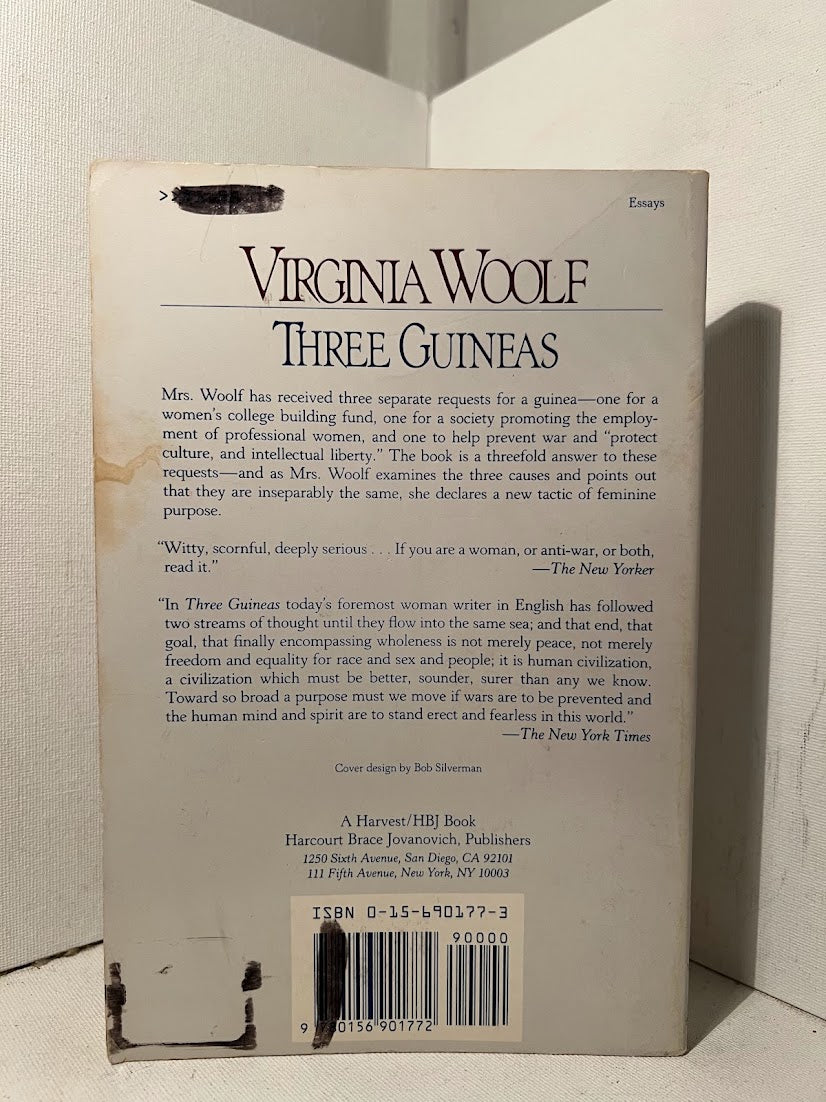 >
Essays
VIRGINIA WOOLF
THREE GUINEAS
Mrs. Woolf has received three separate requests for a guinea—one for a
women's college building fund, one for a society promoting the employ-
ment of professional women, and one to help prevent war and “protect
culture, and intellectual liberty.” The book is a threefold answer to these
requests—and as Mrs. Woolf examines the three causes and points out
that they are inseparably the same, she declares a new tactic of feminine
purpose.
“Witty, scornful, deeply serious . . . If you are a woman, or anti-war, or both,
read it.” —The New Yorker
“In Three Guineas today's foremost woman writer in English has followed
two streams of thought until they flow into the same sea; and that end, that
goal, that finally encompassing wholeness is not merely peace, not merely
freedom and equality for race and sex and people; it is human civilization,
a civilization which must be better, sounder, surer than any we know.
Toward so broad a purpose must we move if wars are to be prevented and
the human mind and spirit are to stand erect and fearless in this world.”
—The New York Times
Cover design by Bob Silverman
A Harvest/HBJ Book
Harcourt Brace Jovanovich, Publishers
1250 Sixth Avenue, San Diego, CA 92101
111 Fifth Avenue, New York, NY 10003
ISBN 0-15-690177-3
90000
9 0156 901772